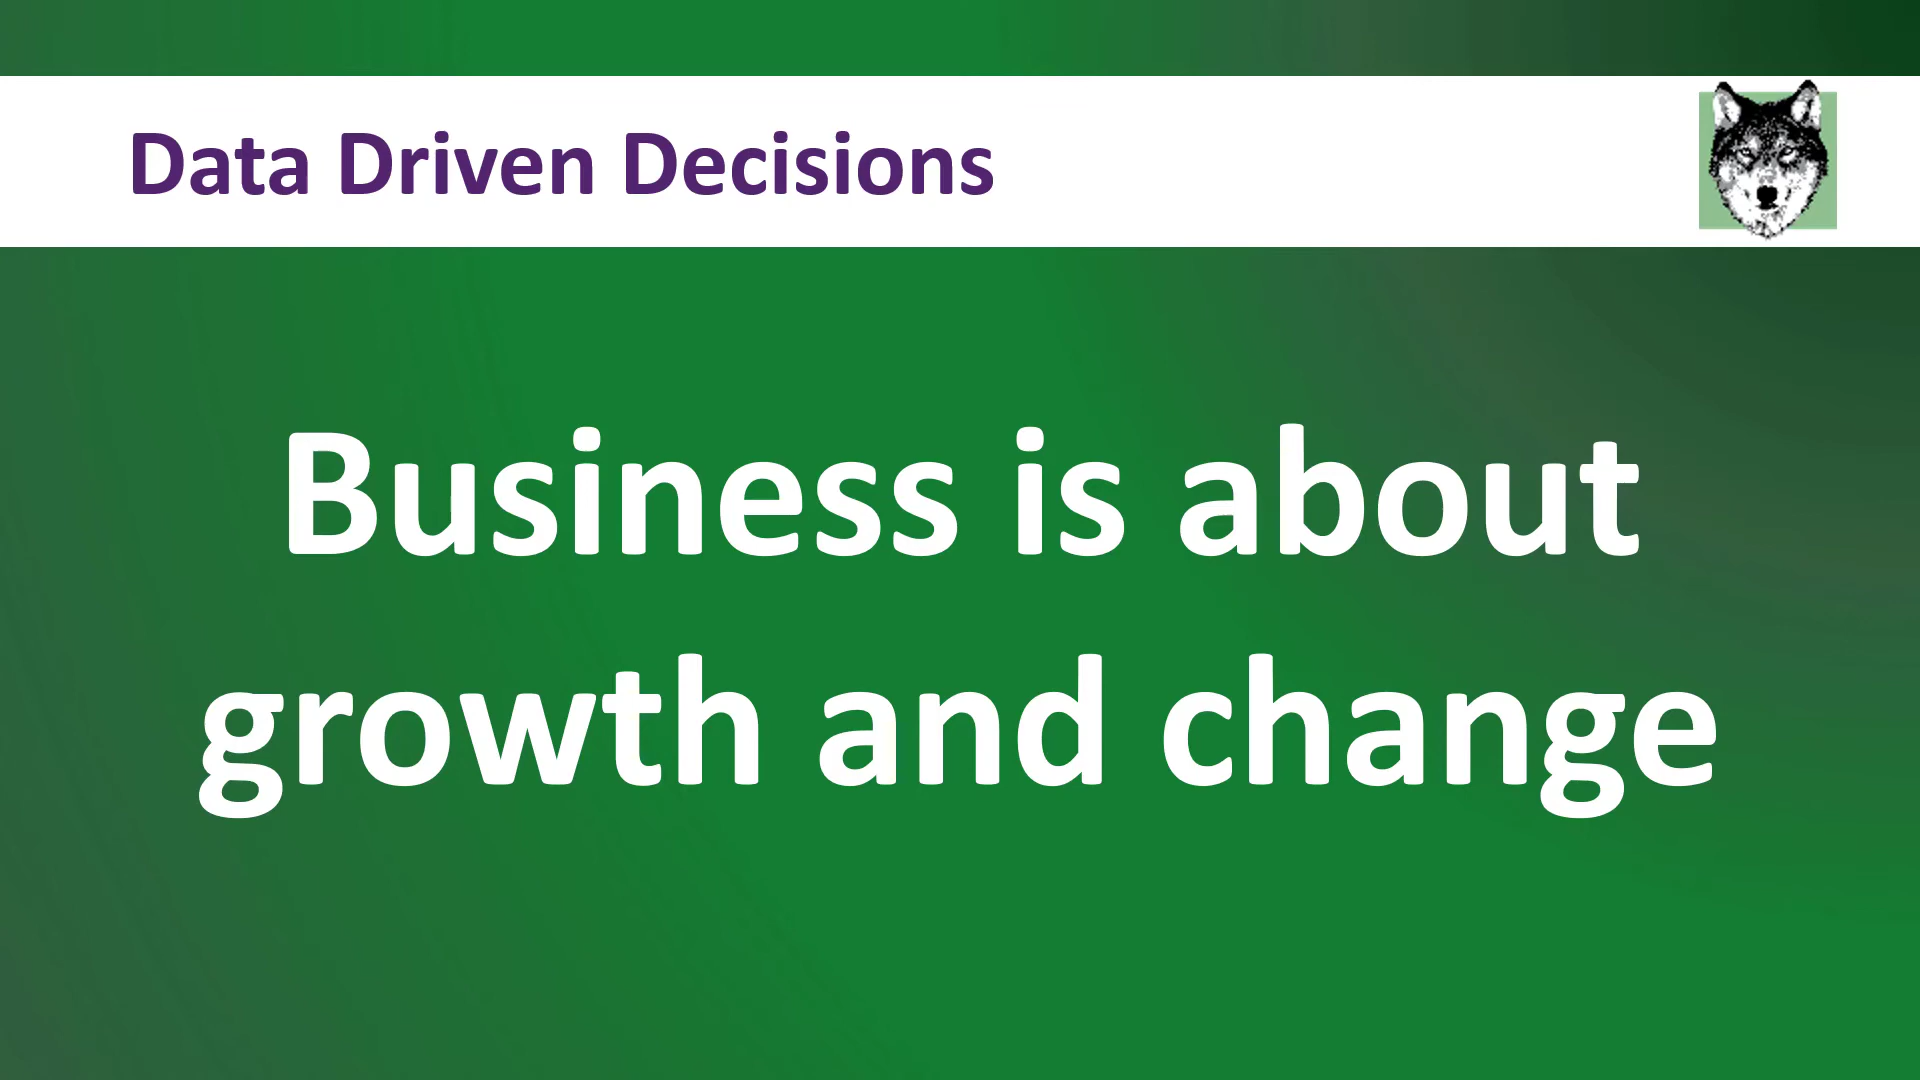 Data Driven Decisions
Business is about
growth and change